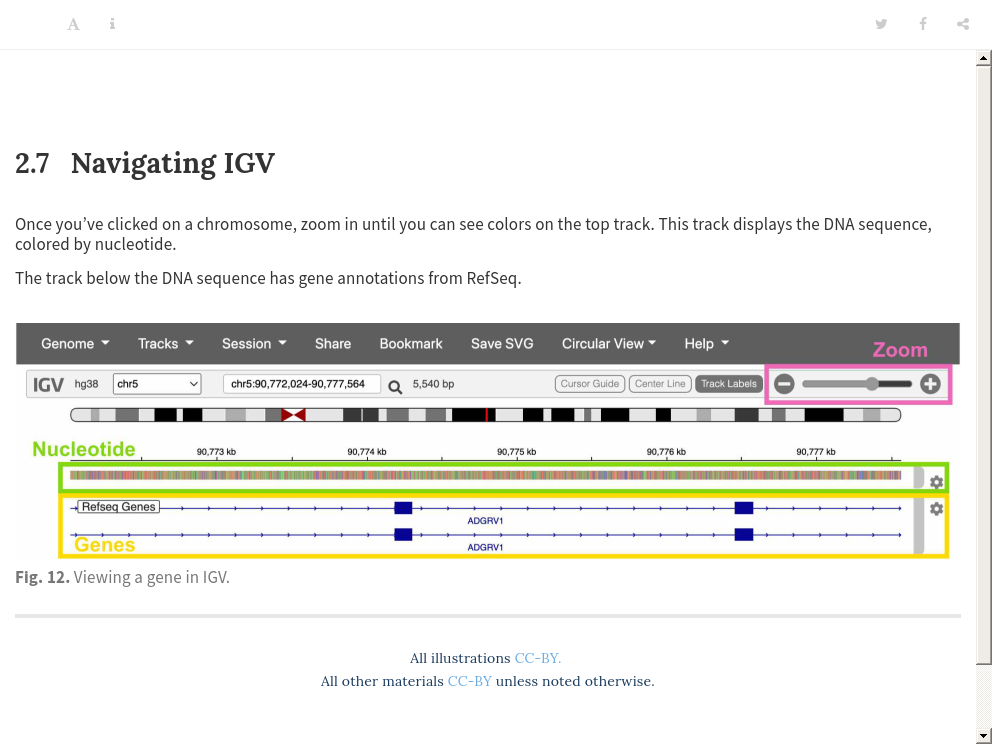 2.7 Navigating IGV
Once you’ve clicked on a chromosome, zoom in until you can see colors on the top track. This track displays the DNA sequence,
colored by nucleotide.
The track below the DNA sequence has gene annotations from RefSeq.
Genome Tracks Session Share Bookmark Save SVG Circular View Help
Zoom
IGV hg38 chr5 chr5:90,772,024-90,777,564 5,540 bp Cursor Guide Center Line Track Labels
Nucleotide
90,773 kb 90,774 kb 90,775 kb 90,776 kb 90,777 kb
Refseq Genes
ADGRV1
Genes
ADGRV1
Fig. 12. Viewing a gene in IGV.
All illustrations CC-BY.
All other materials CC-BY unless noted otherwise.